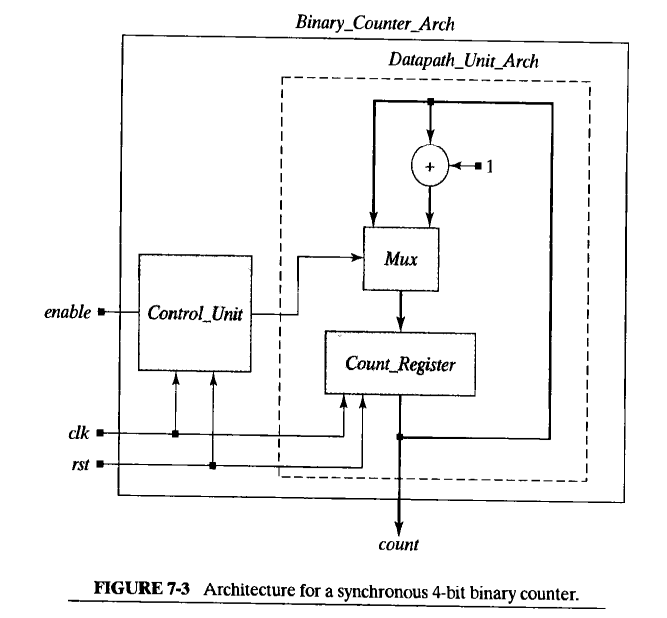 Binary_Counter_Arch
Datapath_Unit_Arch
+
1
Mux
enable
Control_Unit
Count_Register
clk
rst
count
FIGURE 7-3 Architecture for a synchronous 4-bit binary counter.